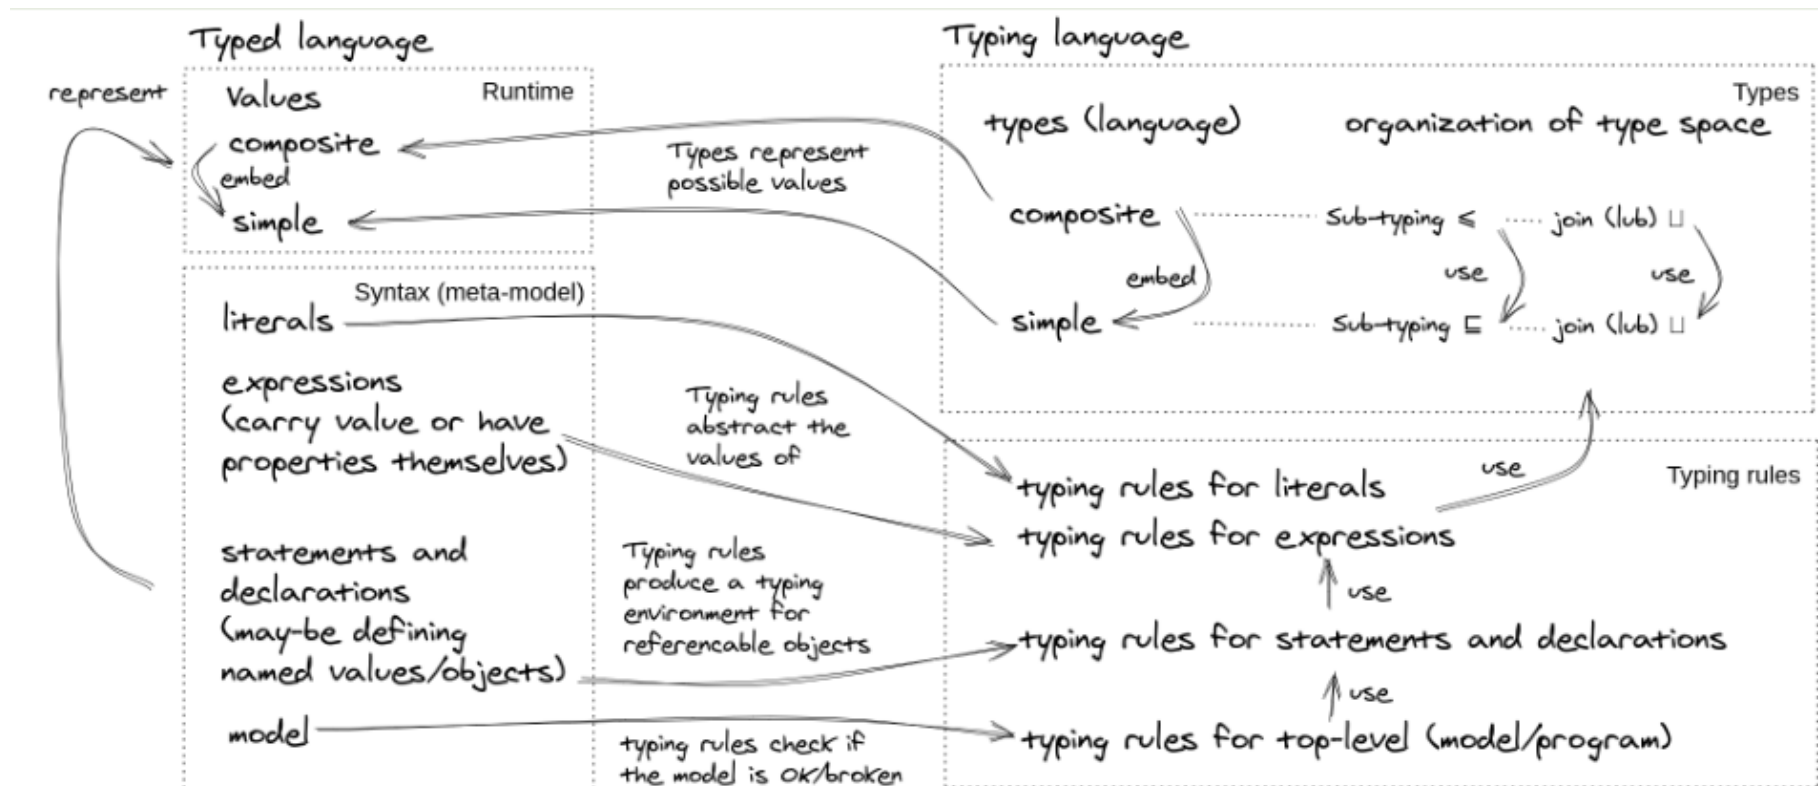 Typed language
represent
Values
Runtime
composite
embed
simple
Syntax (meta-model)
literals
expressions
(carry value or have
properties themselves)
statements and
declarations
(may-be defining
named values/objects)
model
Types represent
possible values
Typing rules
abstract the
values of
Typing rules
produce a typing
environment for
referencable objects
typing rules check if
the model is OK/broken
Typing language
Types
types (language)
organization of type space
composite
Sub-typing ⩽
join (lub) ⊔
embed
use
use
simple
Sub-typing ⊑
join (lub) ⊔
Typing rules
use
typing rules for literals
typing rules for expressions
use
typing rules for statements and declarations
use
typing rules for top-level (model/program)